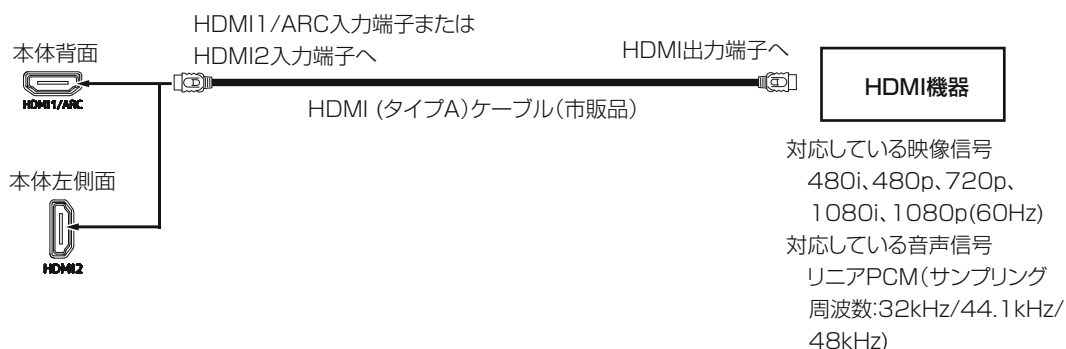 HDMI1/ARC入力端子または
HDMI2入力端子へ
本体背面
HDMI出力端子へ
HDMI1/ARC
HDMI機器
HDMI (タイプA)ケーブル(市販品)
対応している映像信号
480i、480p、720p、
1080i、1080p(60Hz)
対応している音声信号
リニアPCM(サンプリング
周波数:32kHz/44.1kHz/
48kHz)
本体左側面
HDMI2